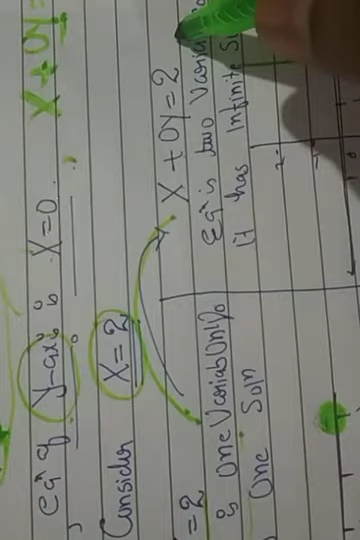 X + 0Y =
Eqⁿ of y-axis is X=0.
Consider X=2
=2
X + 0Y = 2
is One Variable Only
Eqⁿ is two Variab
One Solⁿ
it has Infinite S